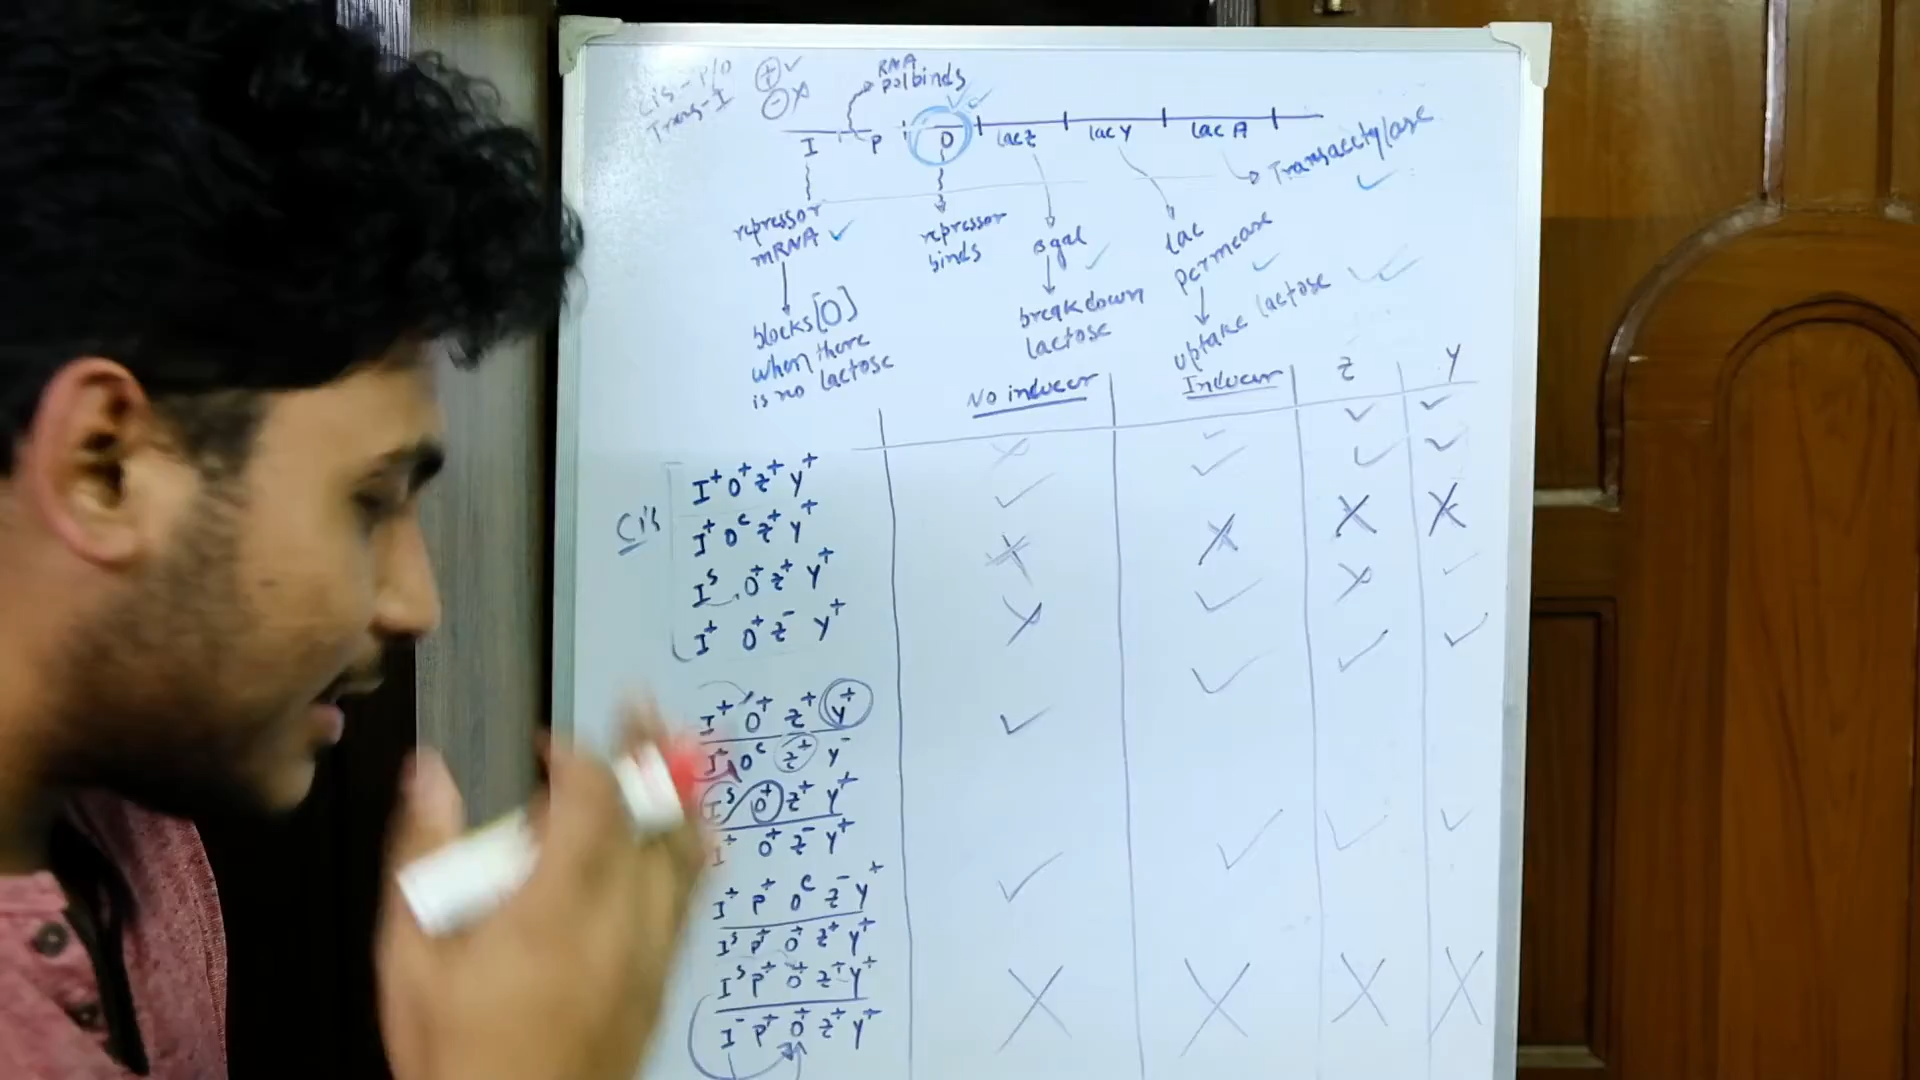 Cis - P/O
Trans - I
+ ✓
- ✗
RNA
pol binds
I P O lac z lac y lac A
Transacetylase
repressor
mRNA
blocks [O]
when there
is no lactose
repressor
binds
βgal
breakdown
lactose
lac
permease
uptake lactose
No inducer Inducer z y
Cis
I⁺ O⁺ z⁺ y⁺
I⁺ Oᶜ z⁺ y⁺
Iˢ O⁺ z⁺ y⁺
I⁺ O⁺ z⁻ y⁺
I⁺ O⁺ z⁺ y⁺
Oᶜ z⁺ y⁻
Iˢ O⁺ z⁺ y⁺
O⁺ z⁻ y⁺
I⁺ P⁺ Oᶜ z⁻ y⁺
Iˢ P⁺ O⁺ z⁺ y⁺
Iˢ P⁺ O⁺ z⁺ y⁺
I⁻ P⁺ O⁺ z⁺ y⁺